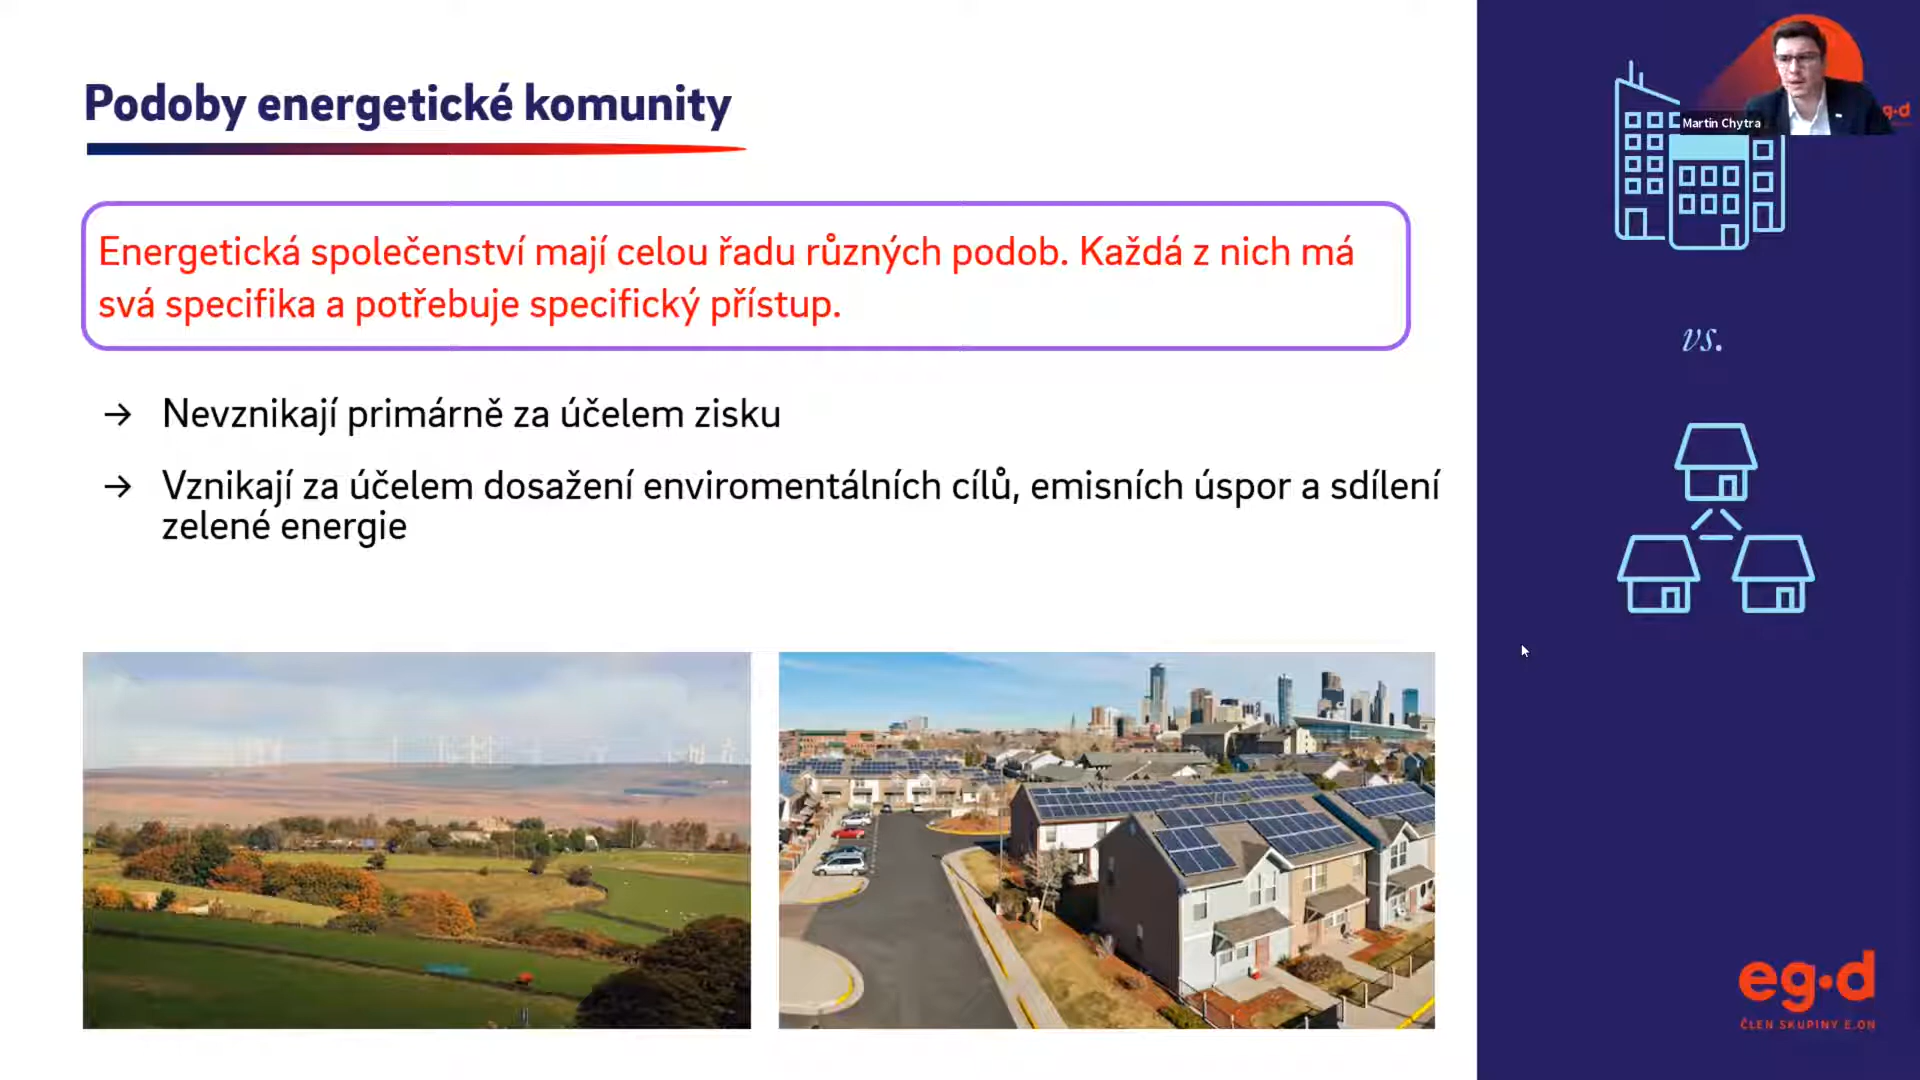 Podoby energetické komunity
Energetická společenství mají celou řadu různých podob. Každá z nich má
svá specifika a potřebuje specifický přístup.
→ Nevznikají primárně za účelem zisku
→ Vznikají za účelem dosažení enviromentálních cílů, emisních úspor a sdílení
zelené energie
Martin Chytra
g·d
vs.
eg·d
ČLEN SKUPINY E.ON